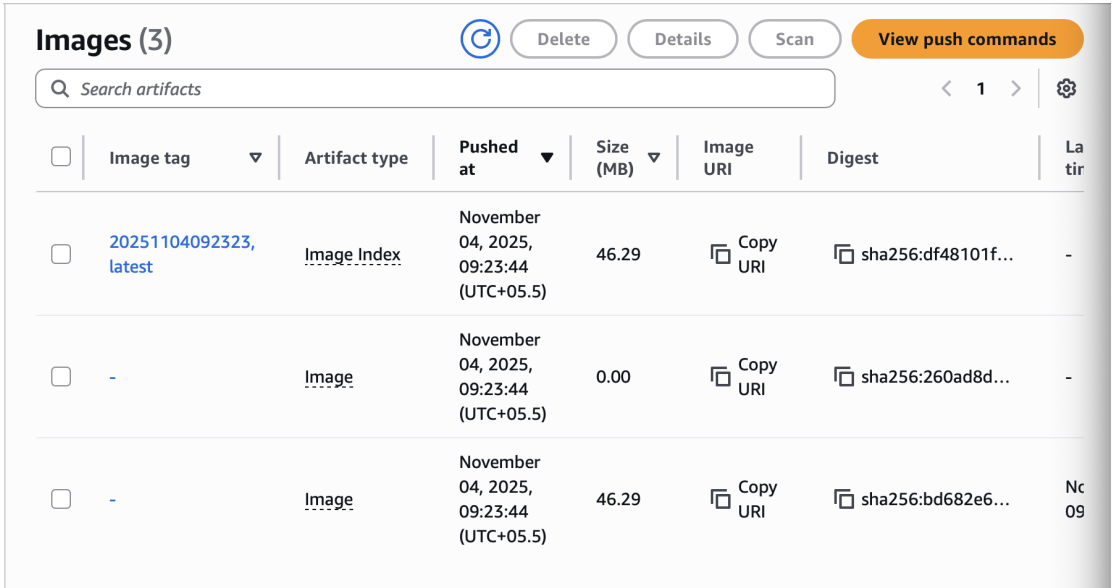 Images (3)
Delete
Details
Scan
View push commands
Search artifacts
1
Image tag
Artifact type
Pushed
at
Size
(MB)
Image
URI
Digest
20251104092323,
latest
Image Index
November
04, 2025,
09:23:44
(UTC+05.5)
46.29
Copy
URI
sha256:df48101f...
-
-
Image
November
04, 2025,
09:23:44
(UTC+05.5)
0.00
Copy
URI
sha256:260ad8d...
-
-
Image
November
04, 2025,
09:23:44
(UTC+05.5)
46.29
Copy
URI
sha256:bd682e6...
09